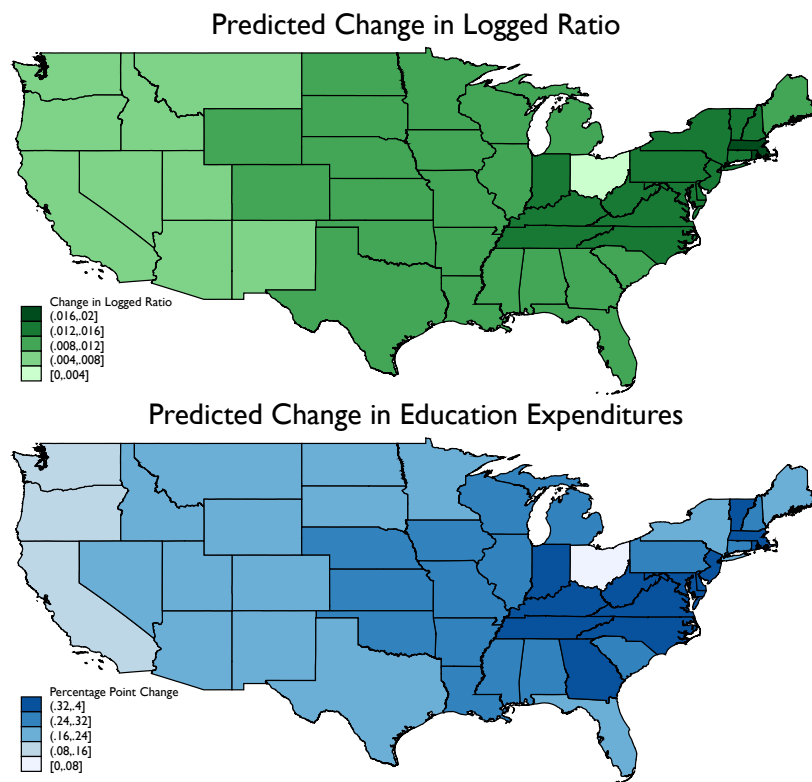 Predicted Change in Logged Ratio
Change in Logged Ratio
(.016,.02]
(.012,.016]
(.008,.012]
(.004,.008]
[0,.004]
Predicted Change in Education Expenditures
Percentage Point Change
(.32,.4]
(.24,.32]
(.16,.24]
(.08,.16]
[0,.08]